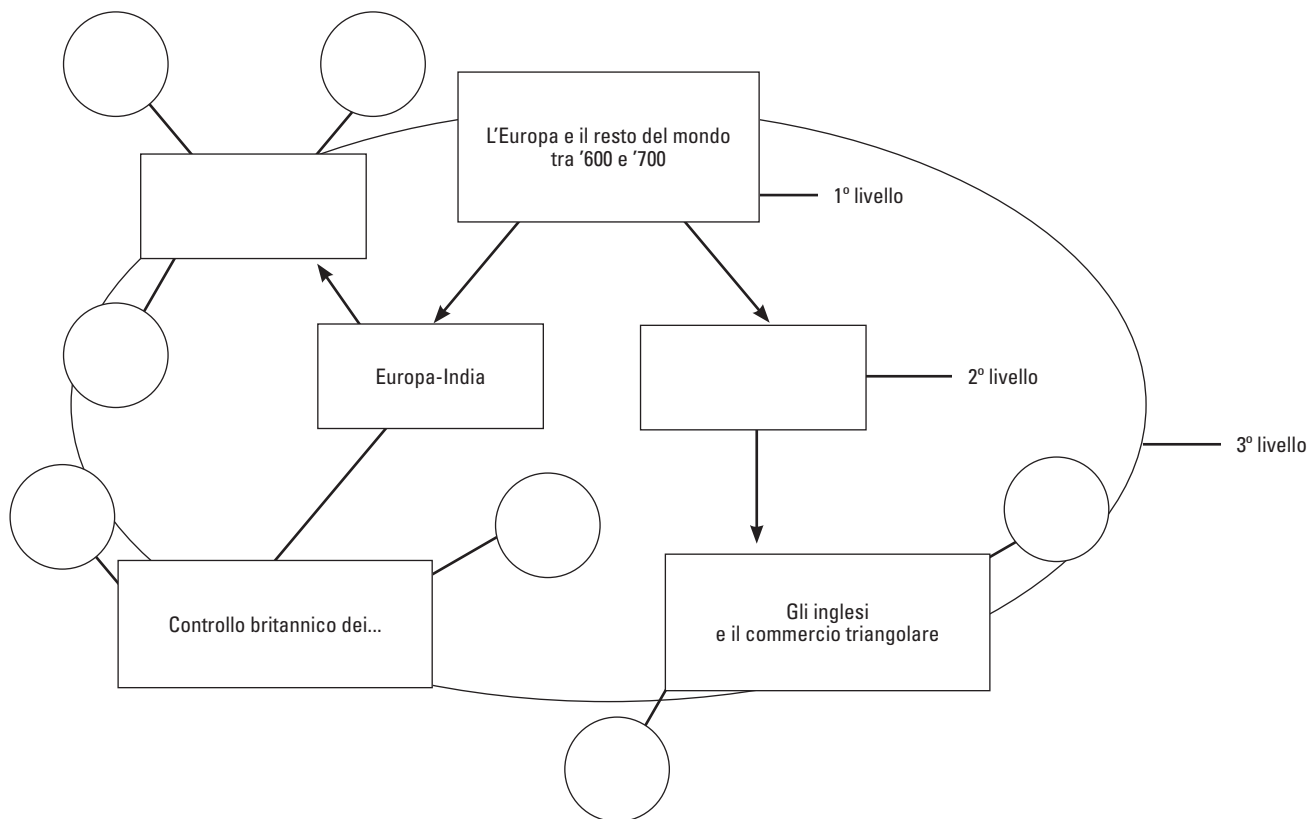 L’Europa e il resto del mondo
tra ’600 e ’700
1º livello
Europa-India
2º livello
3º livello
Controllo britannico dei...
Gli inglesi
e il commercio triangolare